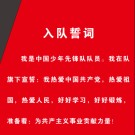 入队誓词
我是中国少年先锋队队员。我在队
旗下宣誓：我热爱中国共产党，热爱祖
国，热爱人民，好好学习，好好锻炼，
准备着：为共产主义事业贡献力量！